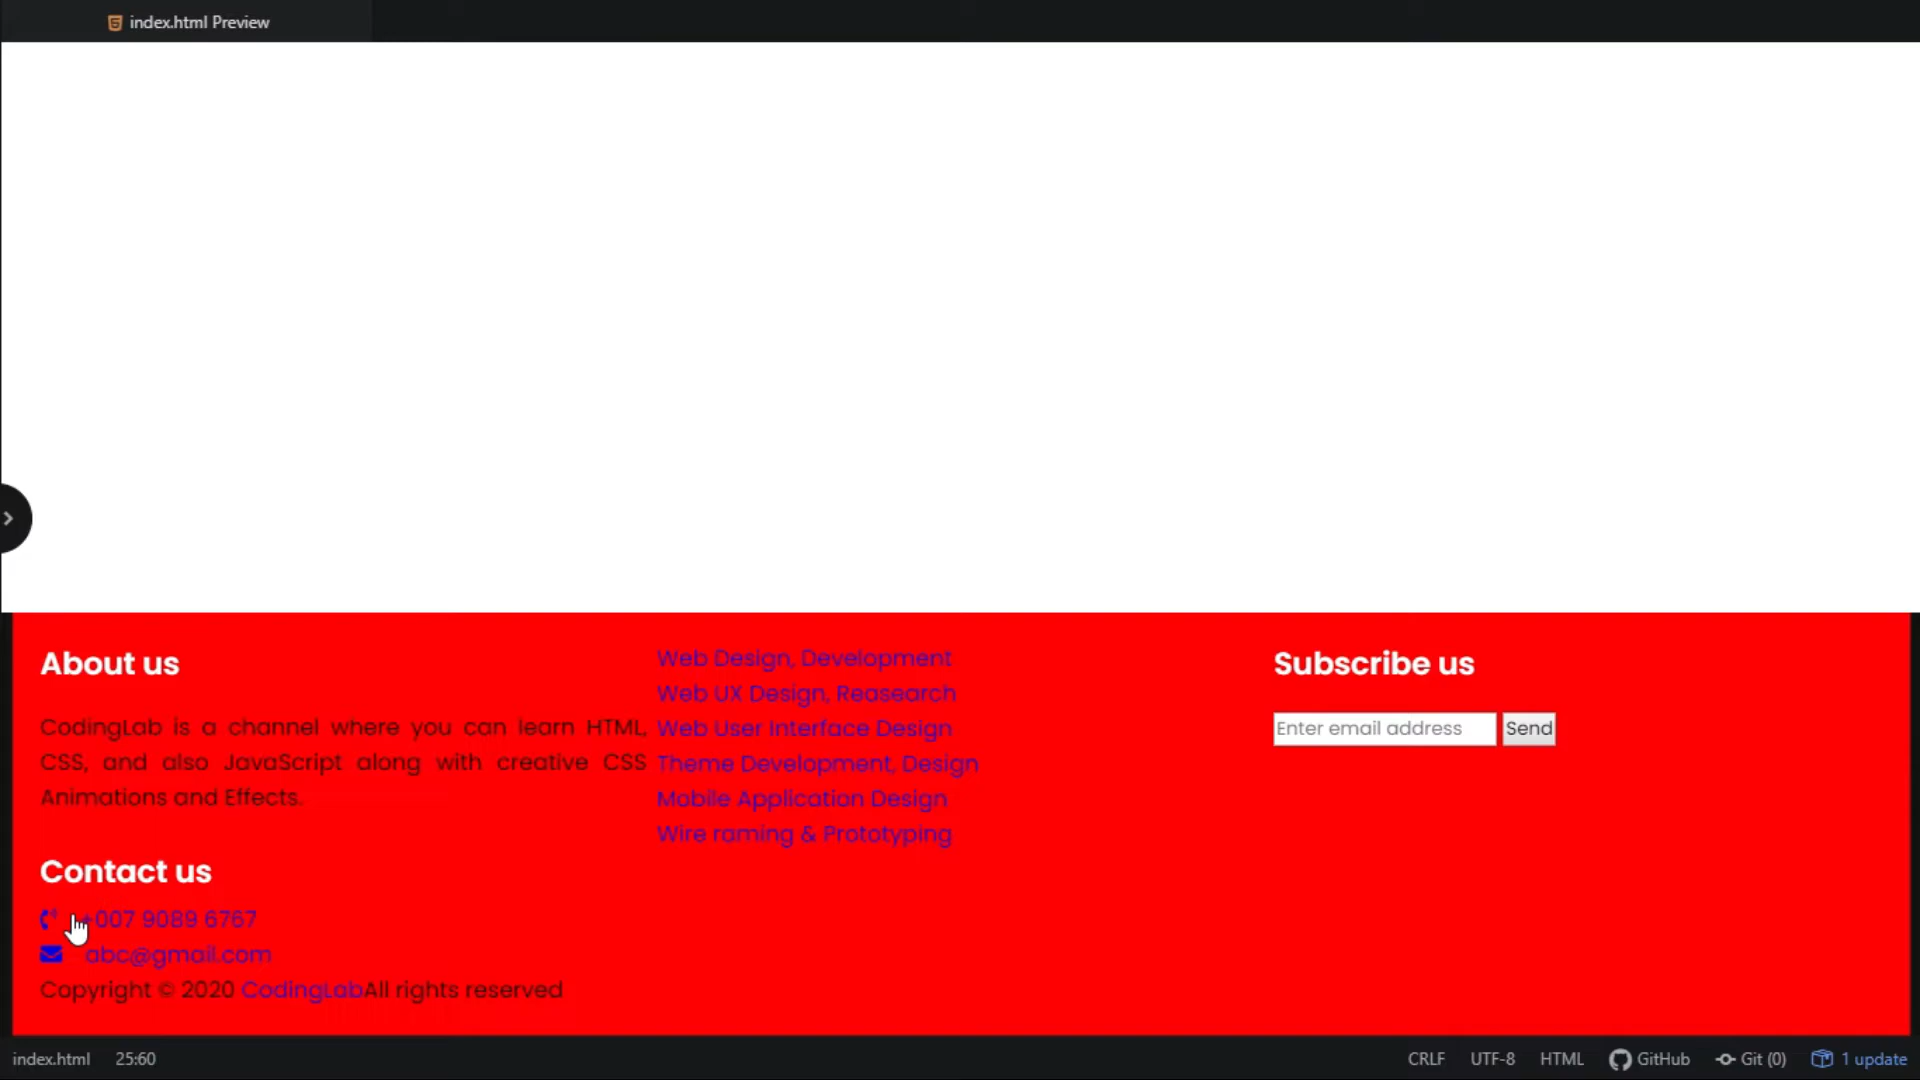 index.html Preview
About us
CodingLab is a channel where you can learn HTML,
CSS, and also JavaScript along with creative CSS
Animations and Effects.
Contact us
+007 9089 6767
abc@gmail.com
Copyright © 2020 CodingLabAll rights reserved
Web Design, Development
Web UX Design, Reasearch
Web User Interface Design
Theme Development, Design
Mobile Application Design
Wire raming & Prototyping
Subscribe us
Enter email address Send
index.html 25:60 CRLF UTF-8 HTML GitHub Git (0) 1 update